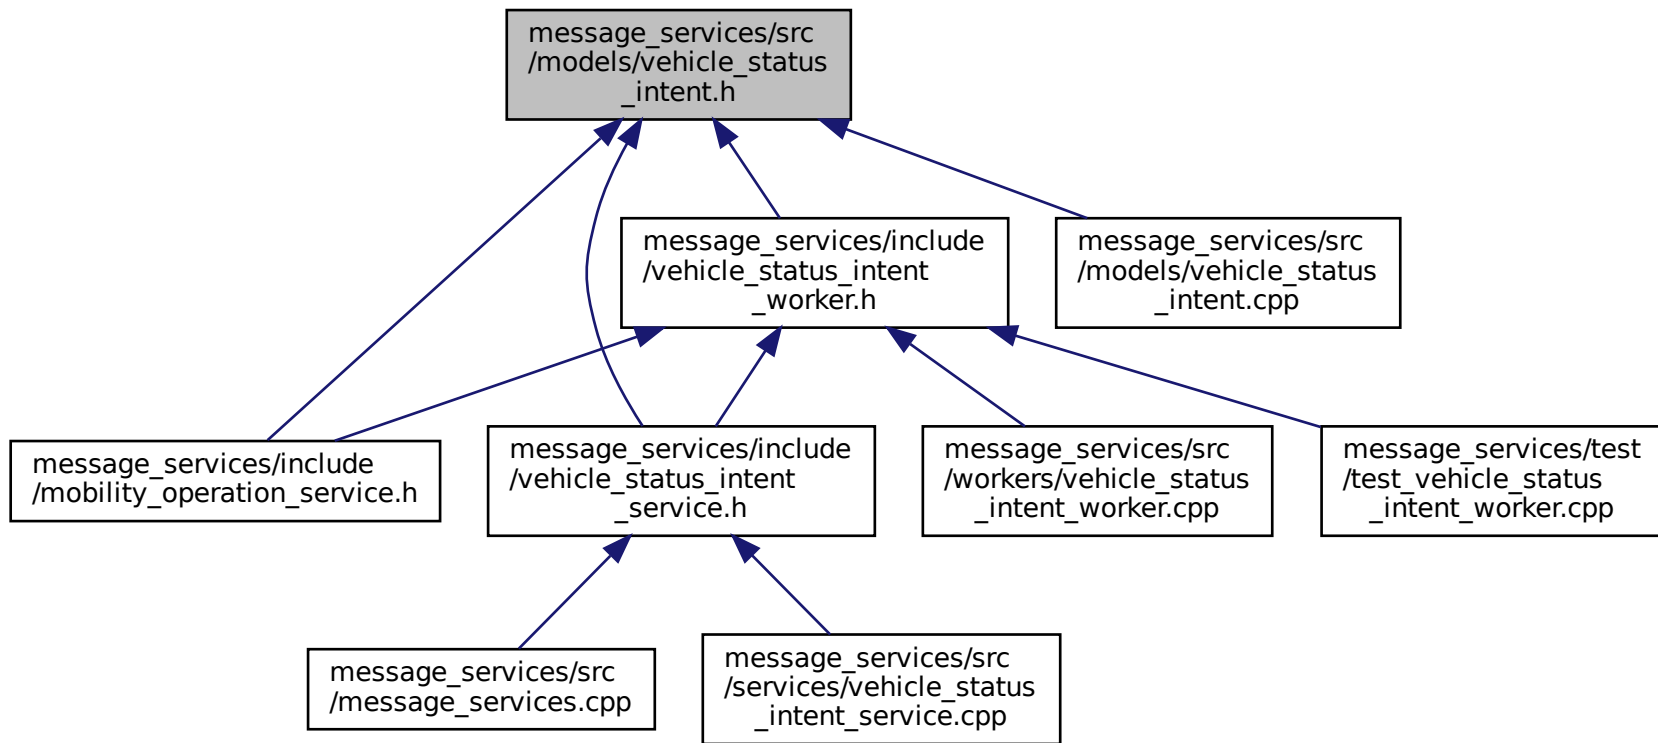 message_services/src
/models/vehicle_status
_intent.h
message_services/include
/vehicle_status_intent
_worker.h
message_services/src
/models/vehicle_status
_intent.cpp
message_services/include
/mobility_operation_service.h
message_services/include
/vehicle_status_intent
_service.h
message_services/src
/workers/vehicle_status
_intent_worker.cpp
message_services/test
/test_vehicle_status
_intent_worker.cpp
message_services/src
/message_services.cpp
message_services/src
/services/vehicle_status
_intent_service.cpp